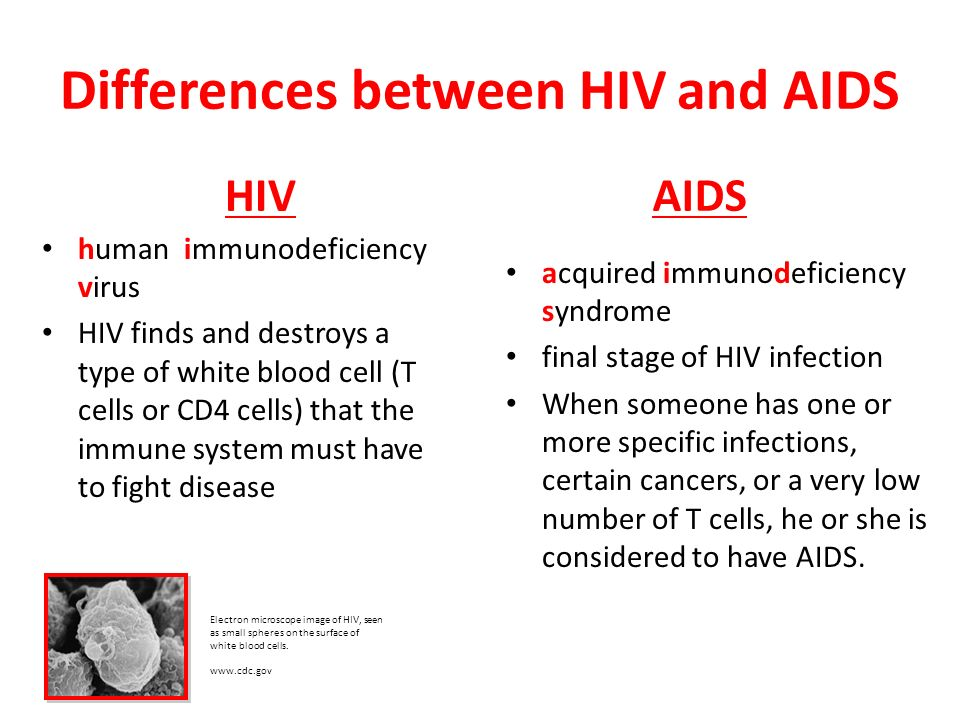 Differences between HIV and AIDS
HIV
• human immunodeficiency
virus
• HIV finds and destroys a
type of white blood cell (T
cells or CD4 cells) that the
immune system must have
to fight disease
AIDS
• acquired immunodeficiency
syndrome
• final stage of HIV infection
• When someone has one or
more specific infections,
certain cancers, or a very low
number of T cells, he or she is
considered to have AIDS.
Electron microscope image of HIV, seen
as small spheres on the surface of
white blood cells.
www.cdc.gov